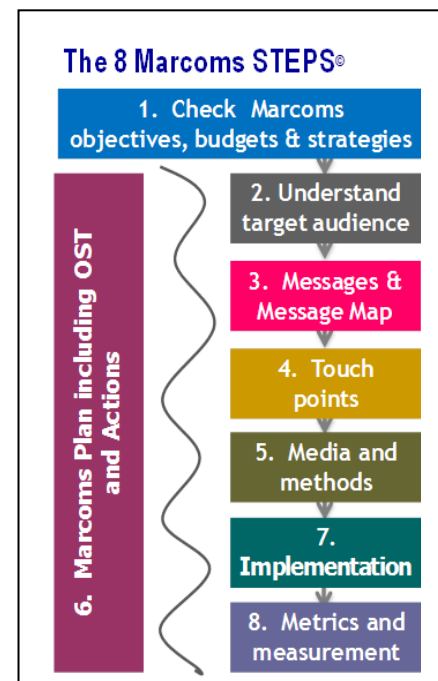 The 8 Marcoms STEPS©
1. Check Marcoms
objectives, budgets & strategies
2. Understand
target audience
3. Messages &
Message Map
4. Touch
points
5. Media and
methods
6. Marcoms Plan including OST
and Actions
7.
Implementation
8. Metrics and
measurement